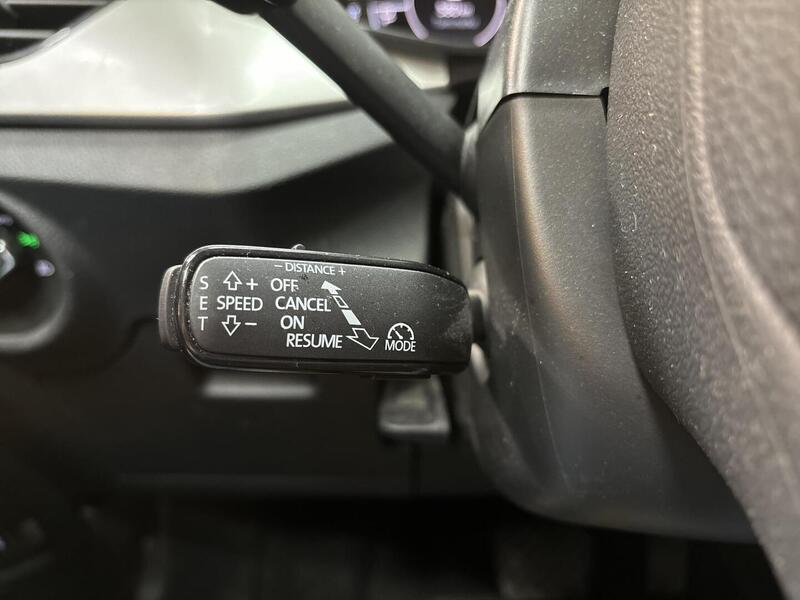 − DISTANCE +
S + OFF
E SPEED CANCEL
T − ON
RESUME
MODE